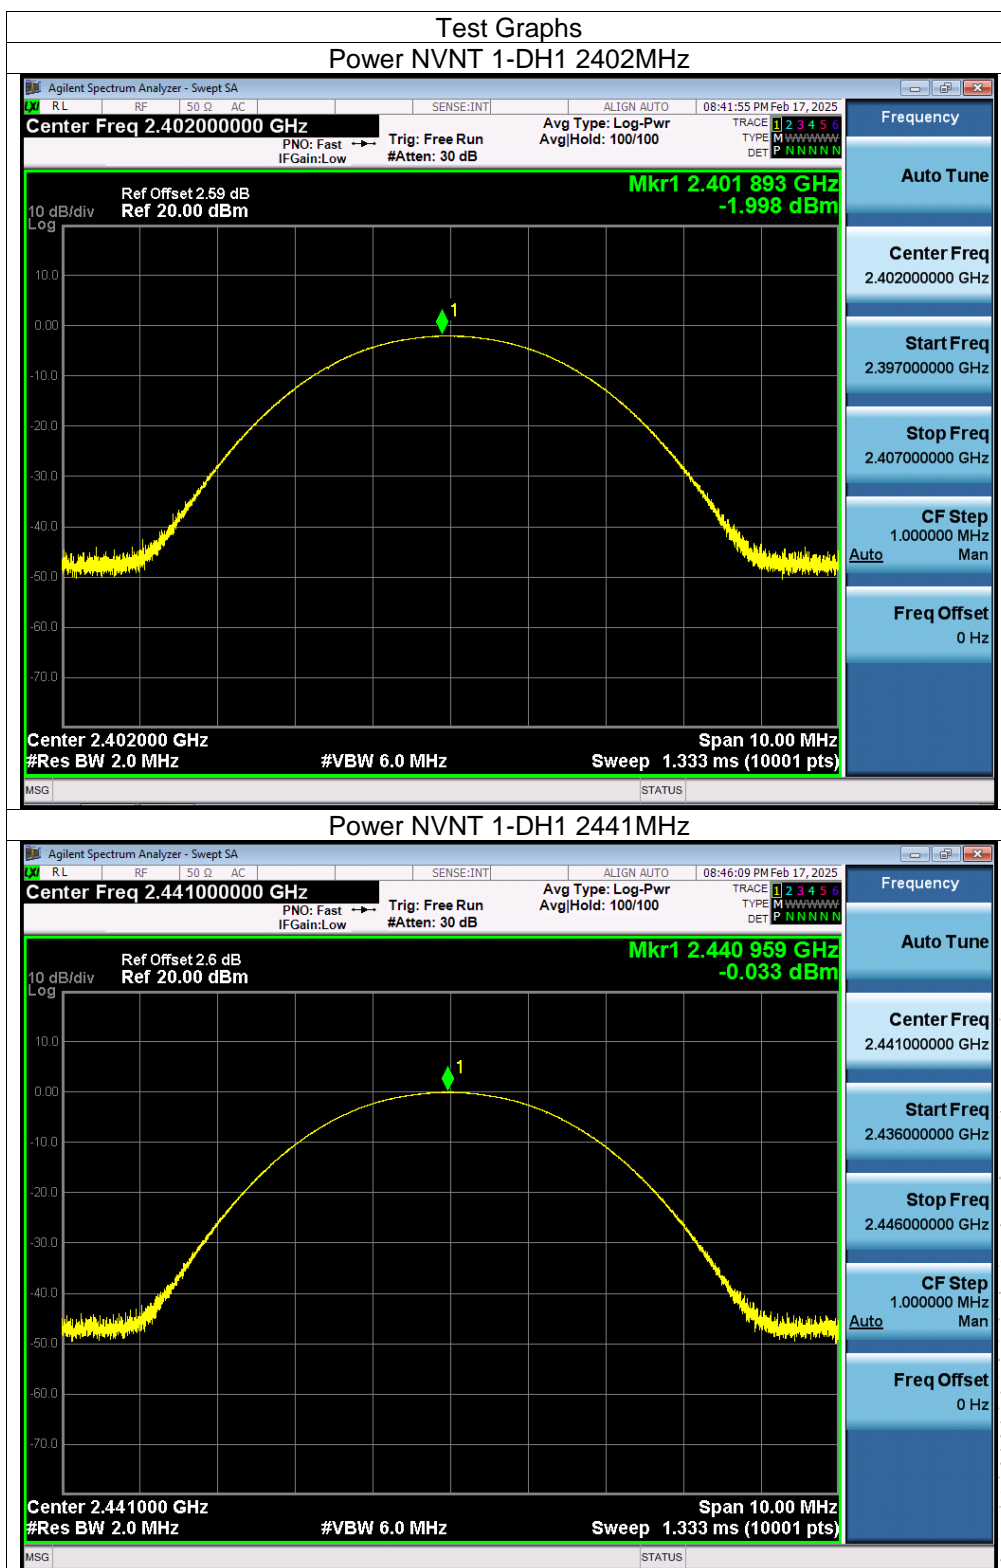 Test Graphs
Power NVNT 1-DH1 2402MHz
Agilent Spectrum Analyzer - Swept SA
LXI RL RF 50 Ω AC SENSE:INT ALIGN AUTO 08:41:55 PM Feb 17, 2025
Center Freq 2.402000000 GHz
PNO: Fast
IFGain:Low
Trig: Free Run
#Atten: 30 dB
Avg Type: Log-Pwr
Avg|Hold: 100/100
TRACE 1 2 3 4 5 6
TYPE M WWWWW
DET P N N N N N
Frequency
Auto Tune
Center Freq
2.402000000 GHz
Start Freq
2.397000000 GHz
Stop Freq
2.407000000 GHz
CF Step
1.000000 MHz
Auto Man
Freq Offset
0 Hz
Mkr1 2.401 893 GHz
-1.998 dBm
Ref Offset 2.59 dB
10 dB/div Ref 20.00 dBm
Log
1
10.0
0.00
-10.0
-20.0
-30.0
-40.0
-50.0
-60.0
-70.0
Center 2.402000 GHz Span 10.00 MHz
#Res BW 2.0 MHz #VBW 6.0 MHz Sweep 1.333 ms (10001 pts)
MSG STATUS
Power NVNT 1-DH1 2441MHz
Agilent Spectrum Analyzer - Swept SA
LXI RL RF 50 Ω AC SENSE:INT ALIGN AUTO 08:46:09 PM Feb 17, 2025
Center Freq 2.441000000 GHz
PNO: Fast
IFGain:Low
Trig: Free Run
#Atten: 30 dB
Avg Type: Log-Pwr
Avg|Hold: 100/100
TRACE 1 2 3 4 5 6
TYPE M WWWWW
DET P N N N N N
Frequency
Auto Tune
Center Freq
2.441000000 GHz
Start Freq
2.436000000 GHz
Stop Freq
2.446000000 GHz
CF Step
1.000000 MHz
Auto Man
Freq Offset
0 Hz
Mkr1 2.440 959 GHz
-0.033 dBm
Ref Offset 2.6 dB
10 dB/div Ref 20.00 dBm
Log
1
10.0
0.00
-10.0
-20.0
-30.0
-40.0
-50.0
-60.0
-70.0
Center 2.441000 GHz Span 10.00 MHz
#Res BW 2.0 MHz #VBW 6.0 MHz Sweep 1.333 ms (10001 pts)
MSG STATUS